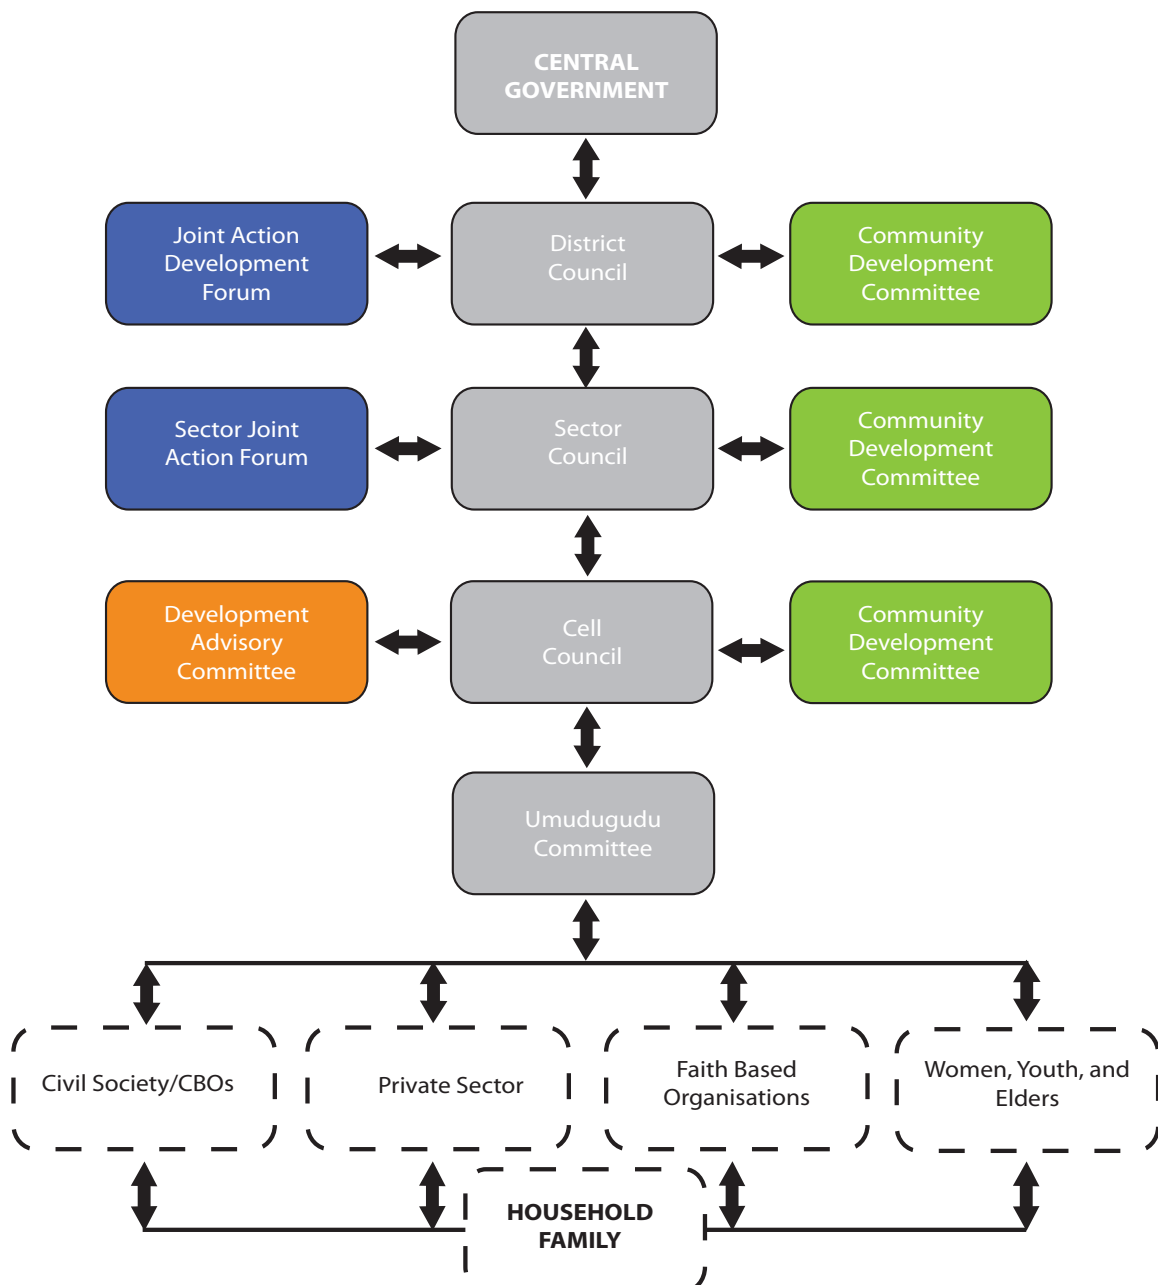 CENTRAL
GOVERNMENT
Joint Action
Development
Forum
District
Council
Community
Development
Committee
Sector Joint
Action Forum
Sector
Council
Community
Development
Committee
Development
Advisory
Committee
Cell
Council
Community
Development
Committee
Umudugudu
Committee
Civil Society/CBOs
Private Sector
Faith Based
Organisations
Women, Youth, and
Elders
HOUSEHOLD
FAMILY